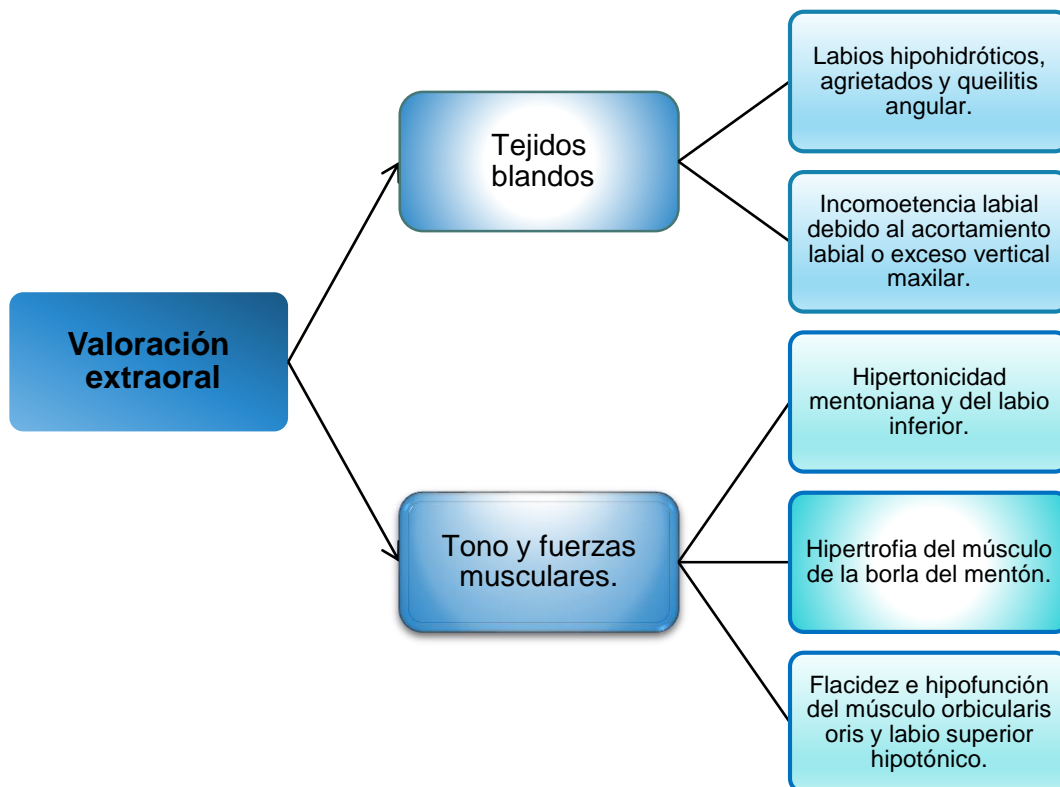 Valoración
extraoral
Tejidos
blandos
Labios hipohidróticos,
agrietados y queilitis
angular.
Incomoetencia labial
debido al acortamiento
labial o exceso vertical
maxilar.
Tono y fuerzas
musculares.
Hipertonicidad
mentoniana y del labio
inferior.
Hipertrofia del músculo
de la borla del mentón.
Flacidez e hipofunción
del músculo orbicularis
oris y labio superior
hipotónico.